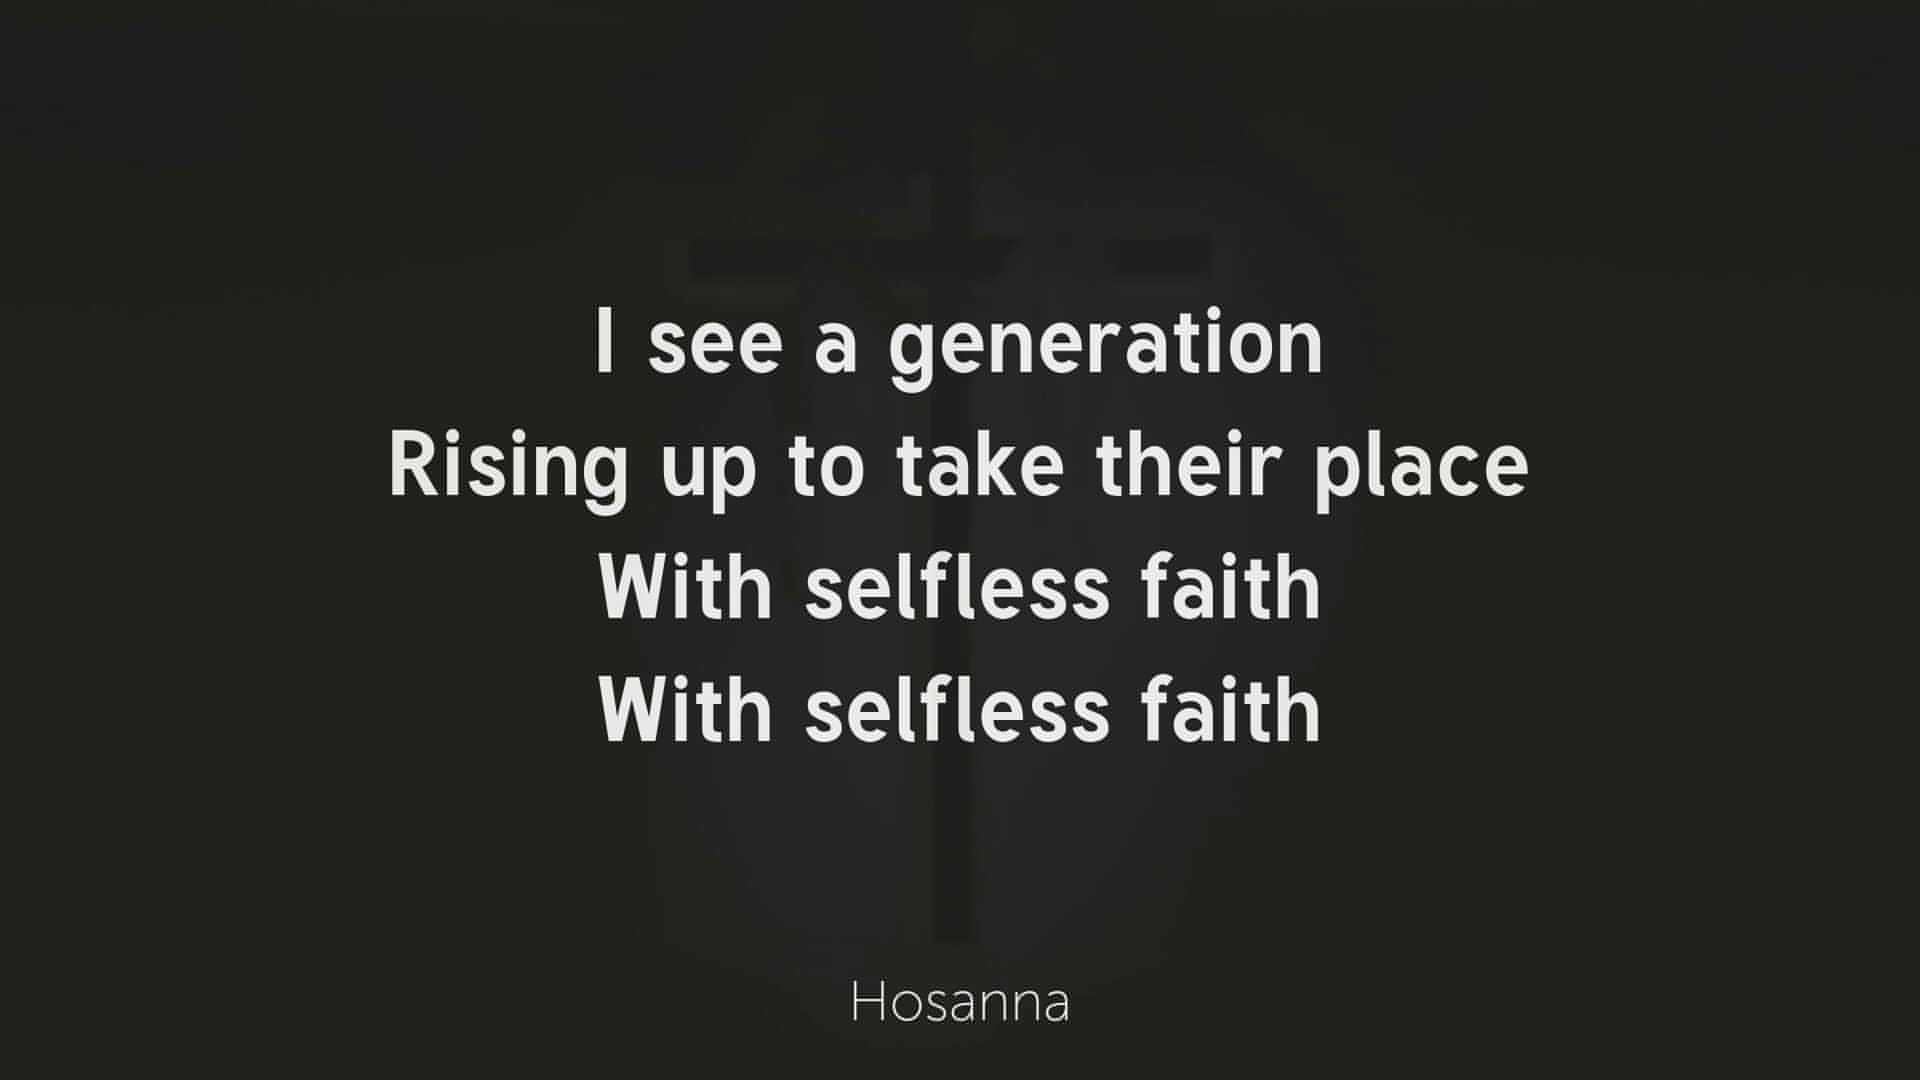 I see a generation
Rising up to take their place
With selfless faith
With selfless faith
Hosanna